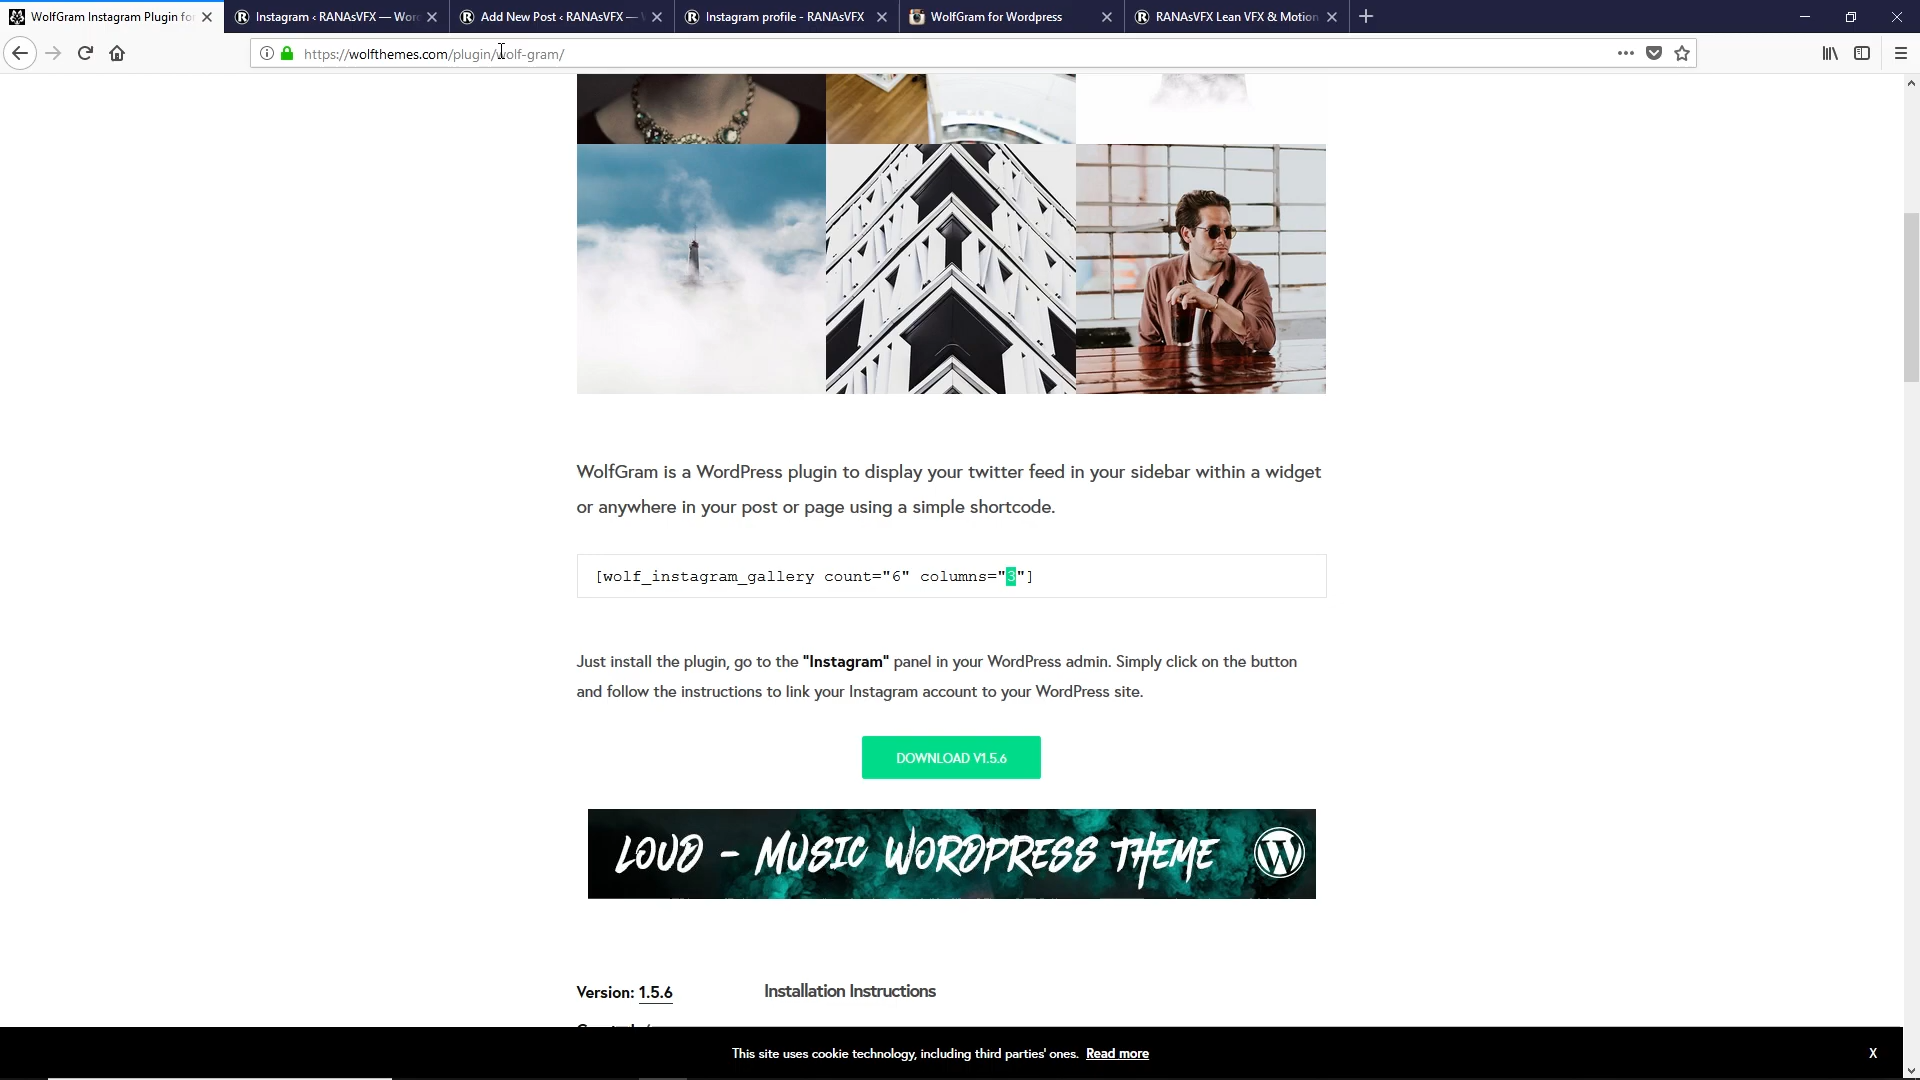 WolfGram Instagram Plugin for
Instagram ‹ RANAsVFX — Wor
Add New Post ‹ RANAsVFX —
Instagram profile - RANAsVFX
WolfGram for Wordpress
RANAsVFX Lean VFX & Motion
https://wolfthemes.com/plugin/wolf-gram/
WolfGram is a WordPress plugin to display your twitter feed in your sidebar within a widget
or anywhere in your post or page using a simple shortcode.
[wolf_instagram_gallery count="6" columns="3"]
Just install the plugin, go to the "Instagram" panel in your WordPress admin. Simply click on the button
and follow the instructions to link your Instagram account to your WordPress site.
DOWNLOAD V1.5.6
LOUD - MUSIC WORDPRESS THEME
Version: 1.5.6
Installation Instructions
This site uses cookie technology, including third parties' ones. Read more
X